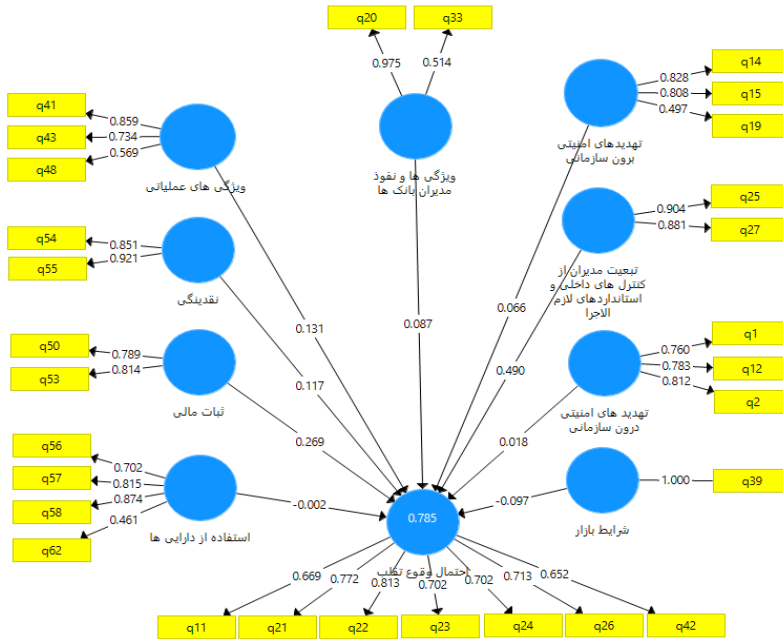 q20
q33
0.975
0.514
ویژگی ها و نفوذ
مدیران بانک ها
0.087
q41
q43
q48
0.859
0.734
0.569
ویژگی های عملیاتی
0.131
q54
q55
0.851
0.921
نقدینگی
0.117
q50
q53
0.789
0.814
ثبات مالی
0.269
q56
q57
q58
q62
0.702
0.815
0.874
0.461
استفاده از دارایی ها
-0.002
q14
q15
q19
0.828
0.808
0.497
تهدیدهای امنیتی
برون سازمانی
0.066
q25
q27
0.904
0.881
تبعیت مدیران از
کنترل های داخلی و
استانداردهای لازم
الاجرا
0.490
q1
q12
q2
0.760
0.783
0.812
تهدید های امنیتی
درون سازمانی
0.018
q39
1.000
شرایط بازار
-0.097
0.785
احتمال وقوع تقلب
0.669
0.772
0.813
0.702
0.702
0.713
0.652
q11
q21
q22
q23
q24
q26
q42